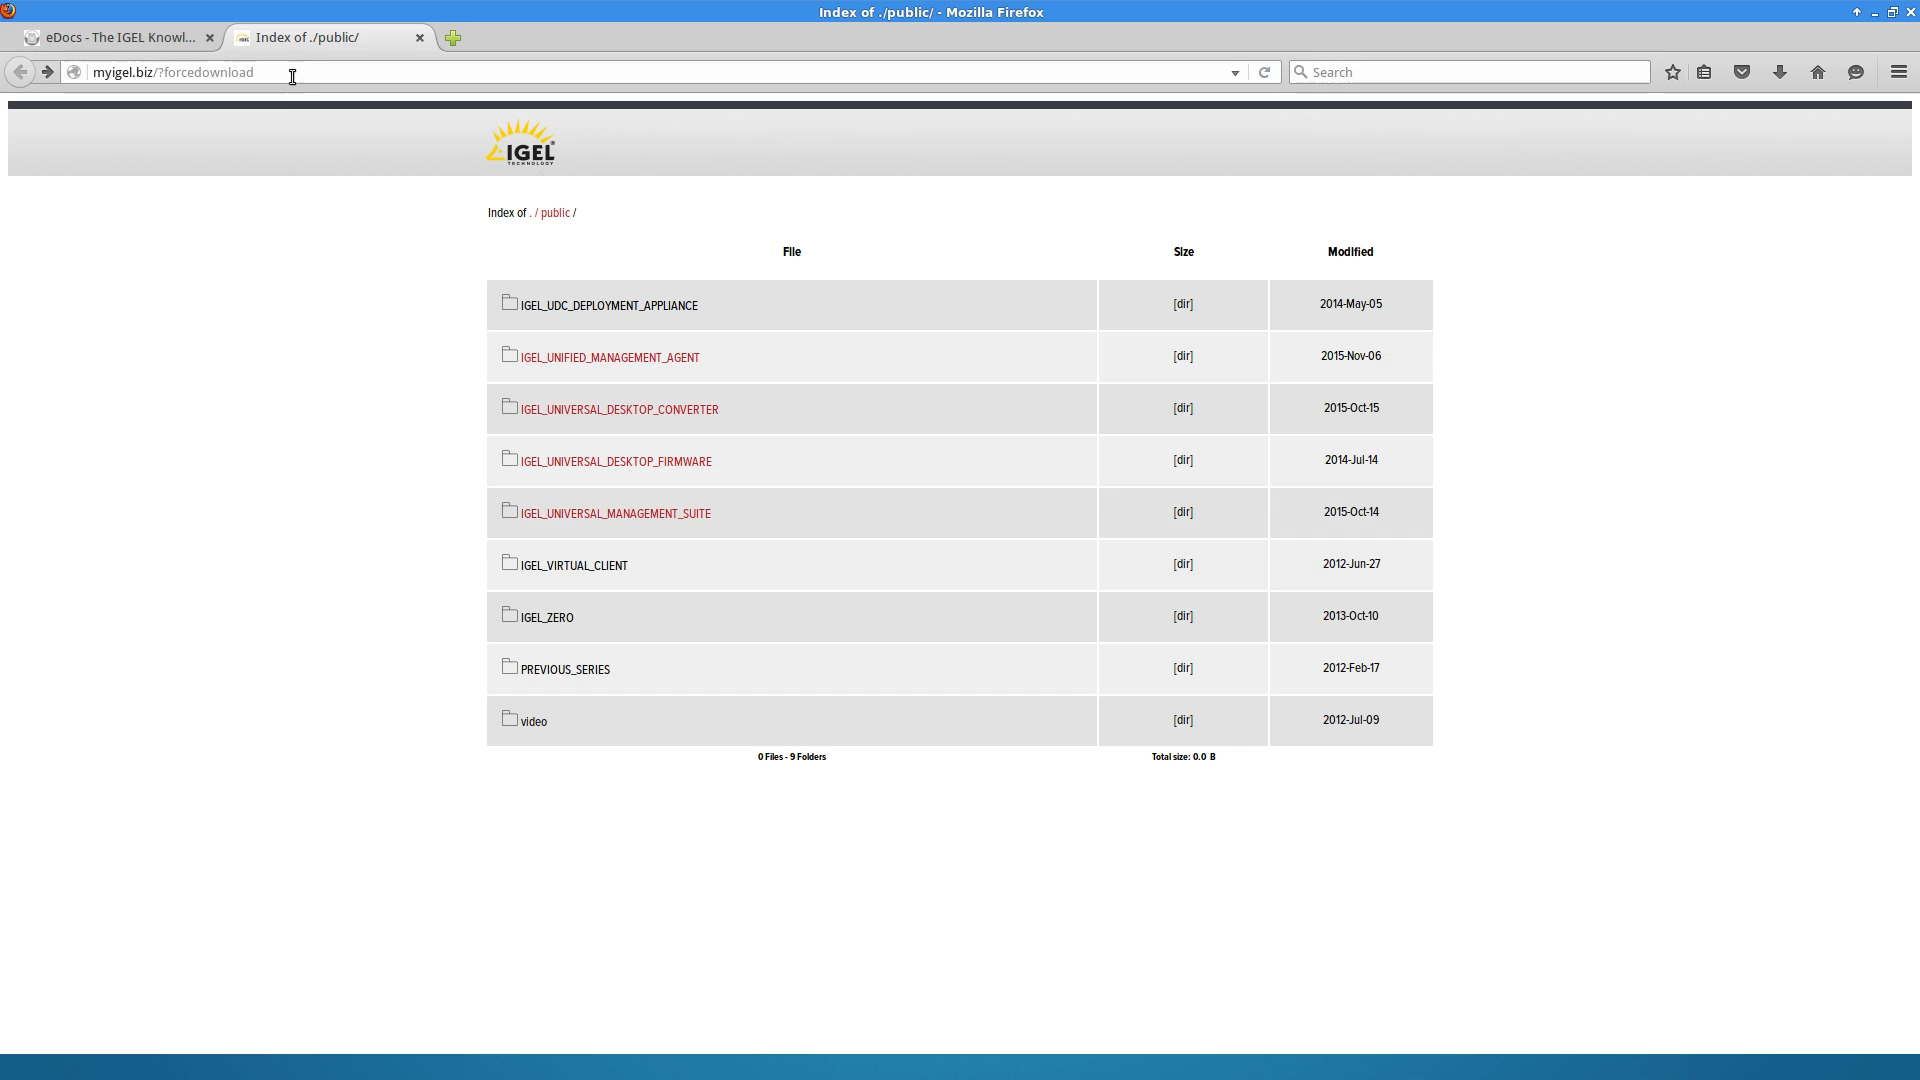 Index of ./public/ - Mozilla Firefox
eDocs - The IGEL Knowl...
Index of ./public/
myigel.biz/?forcedownload
Search
IGEL
TECHNOLOGY
Index of . / public /
File Size Modified
IGEL_UDC_DEPLOYMENT_APPLIANCE [dir] 2014-May-05
IGEL_UNIFIED_MANAGEMENT_AGENT [dir] 2015-Nov-06
IGEL_UNIVERSAL_DESKTOP_CONVERTER [dir] 2015-Oct-15
IGEL_UNIVERSAL_DESKTOP_FIRMWARE [dir] 2014-Jul-14
IGEL_UNIVERSAL_MANAGEMENT_SUITE [dir] 2015-Oct-14
IGEL_VIRTUAL_CLIENT [dir] 2012-Jun-27
IGEL_ZERO [dir] 2013-Oct-10
PREVIOUS_SERIES [dir] 2012-Feb-17
video [dir] 2012-Jul-09
0 Files - 9 Folders Total size: 0.0 B